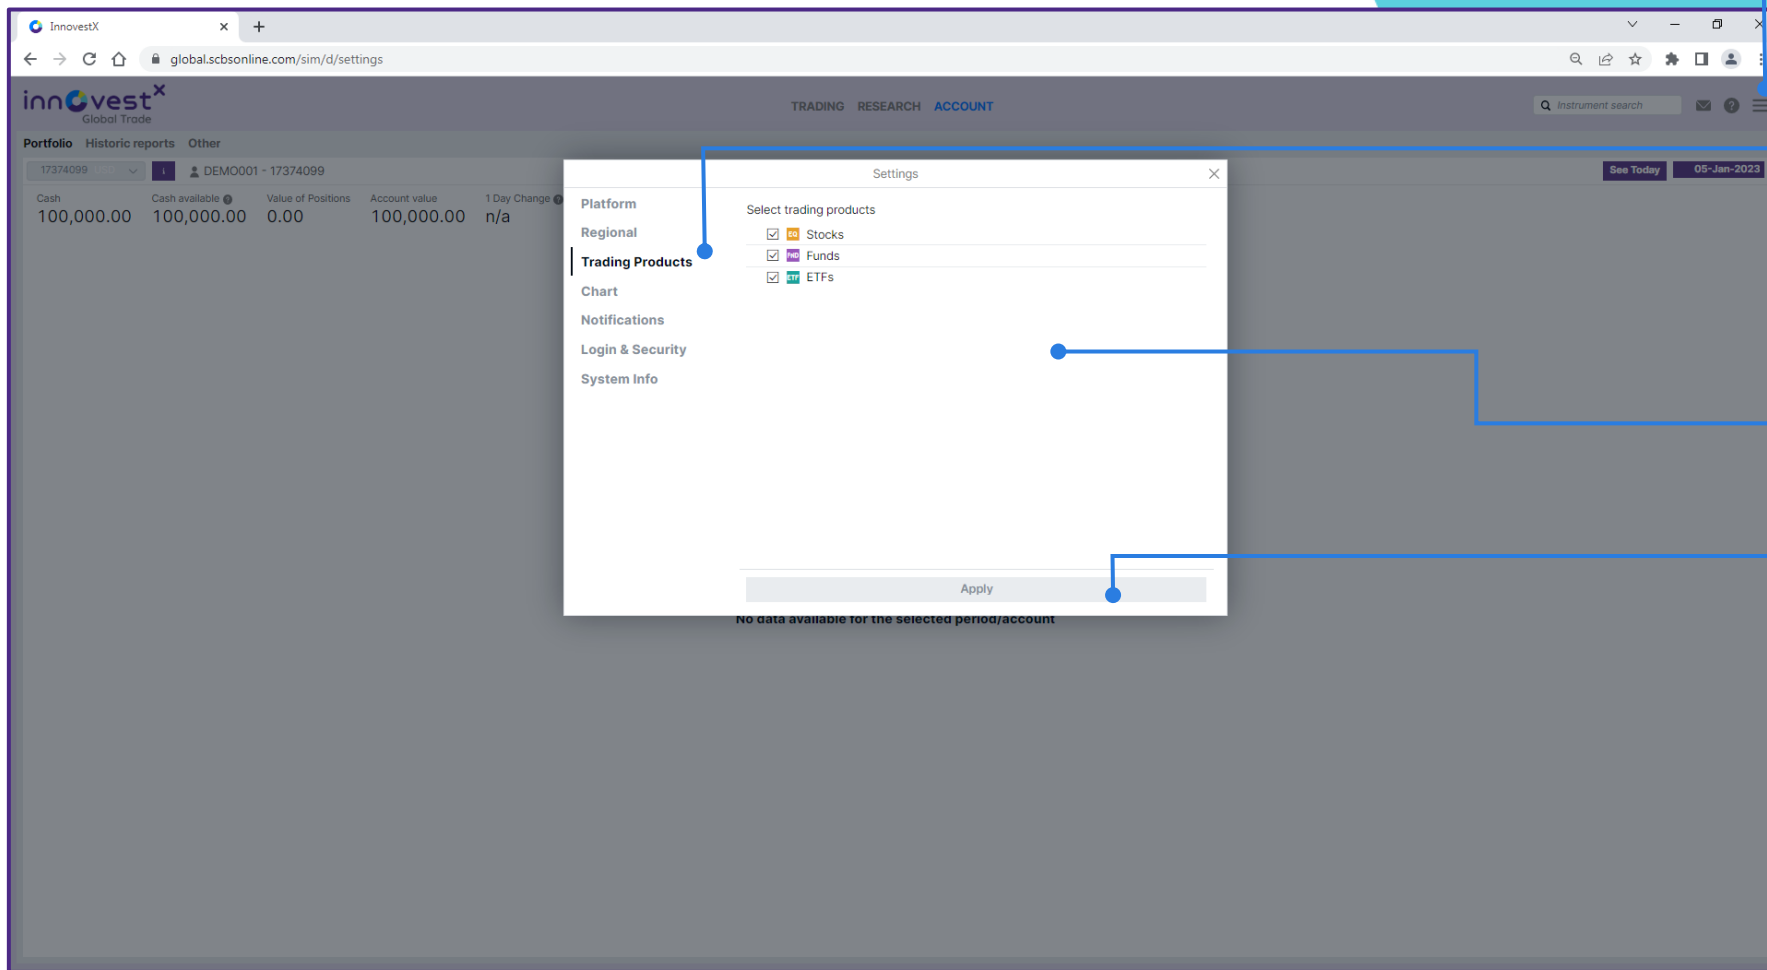 InnovestX
global.scbsonline.com/sim/d/settings
innovestX
Global Trade
TRADING RESEARCH ACCOUNT
Instrument search
Portfolio Historic reports Other
17374099
DEMO001 - 17374099
See Today
05-Jan-2023
Cash
100,000.00
Cash available
100,000.00
Value of Positions
0.00
Account value
100,000.00
1 Day Change
n/a
Settings
Platform
Regional
Trading Products
Chart
Notifications
Login & Security
System Info
Select trading products
EQ Stocks
FND Funds
ETF ETFs
Apply
No data available for the selected period/account